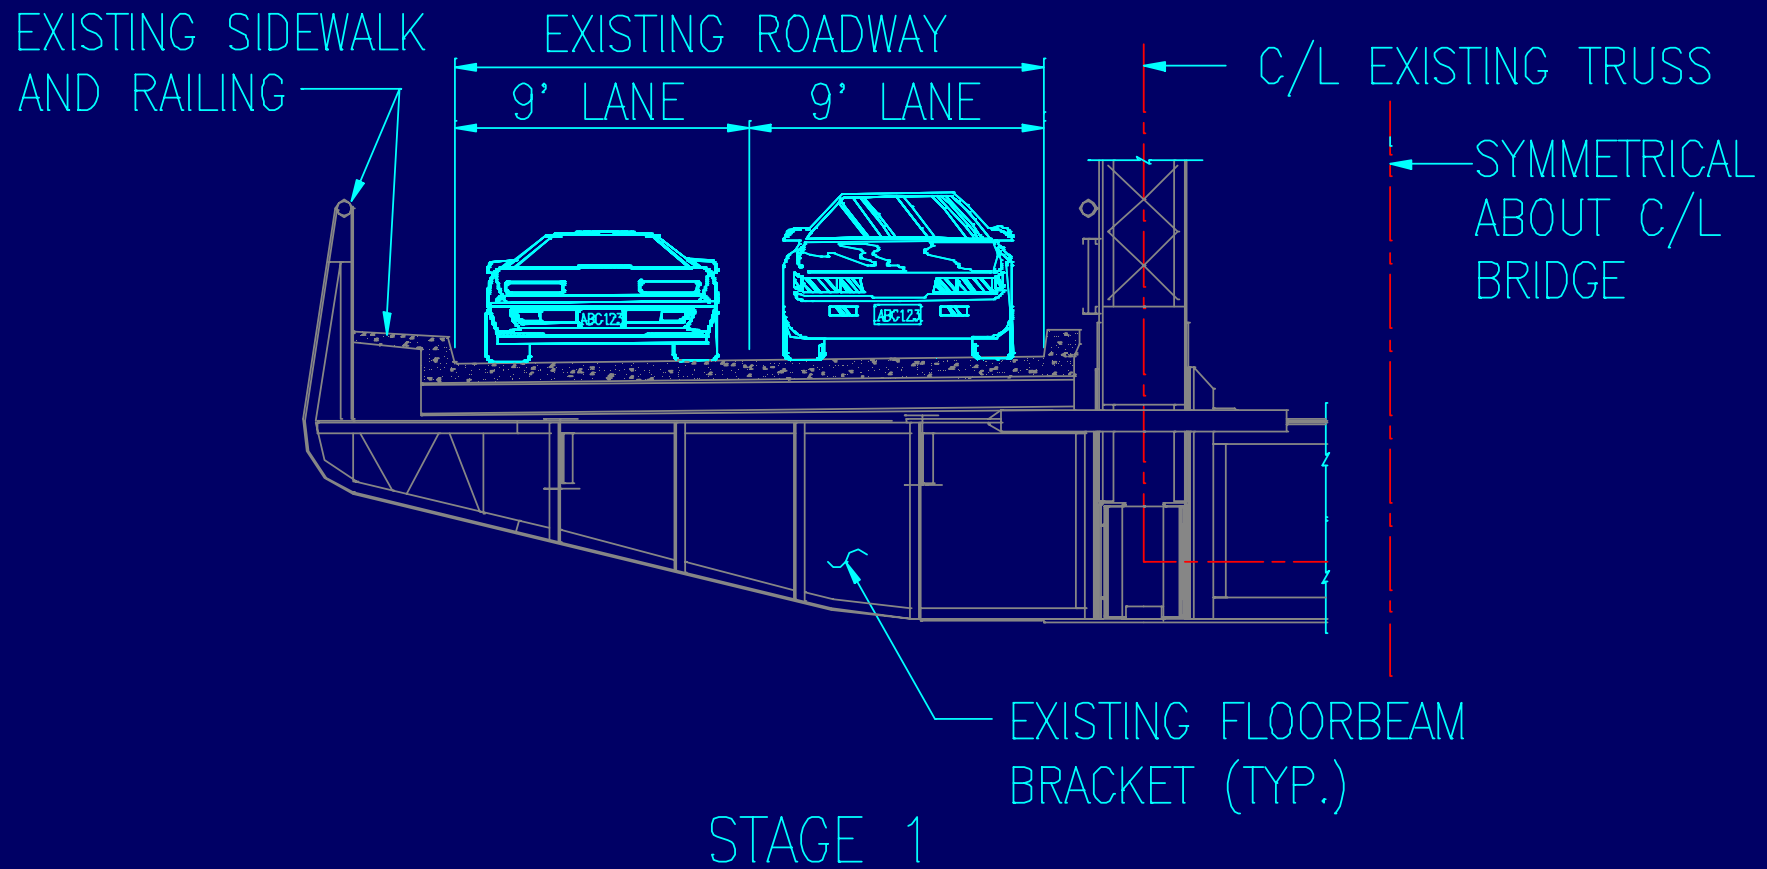 EXISTING SIDEWALK
AND RAILING
EXISTING ROADWAY
9' LANE
9' LANE
C/L EXISTING TRUSS
SYMMETRICAL
ABOUT C/L
BRIDGE
ABC123
ABC123
EXISTING FLOORBEAM
BRACKET (TYP.)
STAGE 1